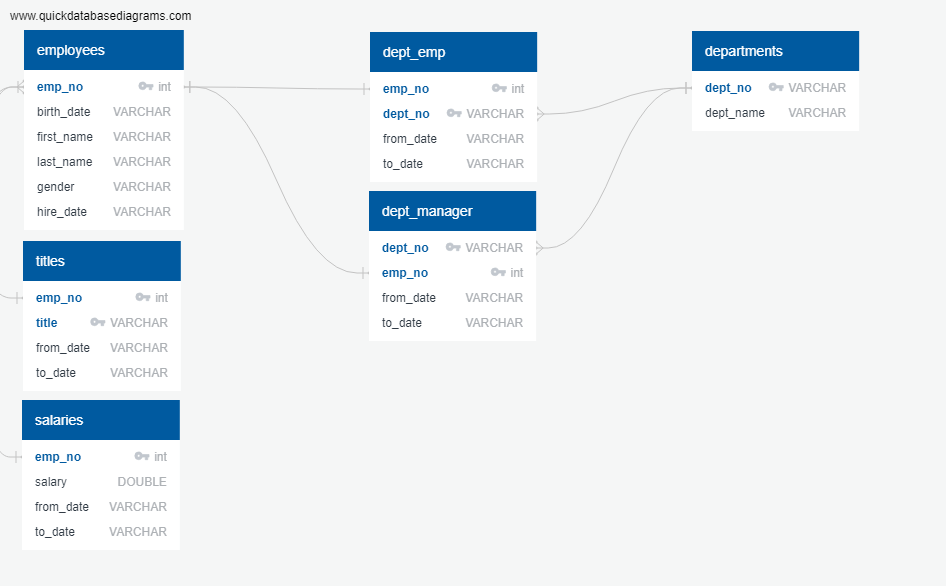 www.quickdatabasediagrams.com
employees
emp_no int
birth_date VARCHAR
first_name VARCHAR
last_name VARCHAR
gender VARCHAR
hire_date VARCHAR
titles
emp_no int
title VARCHAR
from_date VARCHAR
to_date VARCHAR
salaries
emp_no int
salary DOUBLE
from_date VARCHAR
to_date VARCHAR
dept_emp
emp_no int
dept_no VARCHAR
from_date VARCHAR
to_date VARCHAR
dept_manager
dept_no VARCHAR
emp_no int
from_date VARCHAR
to_date VARCHAR
departments
dept_no VARCHAR
dept_name VARCHAR